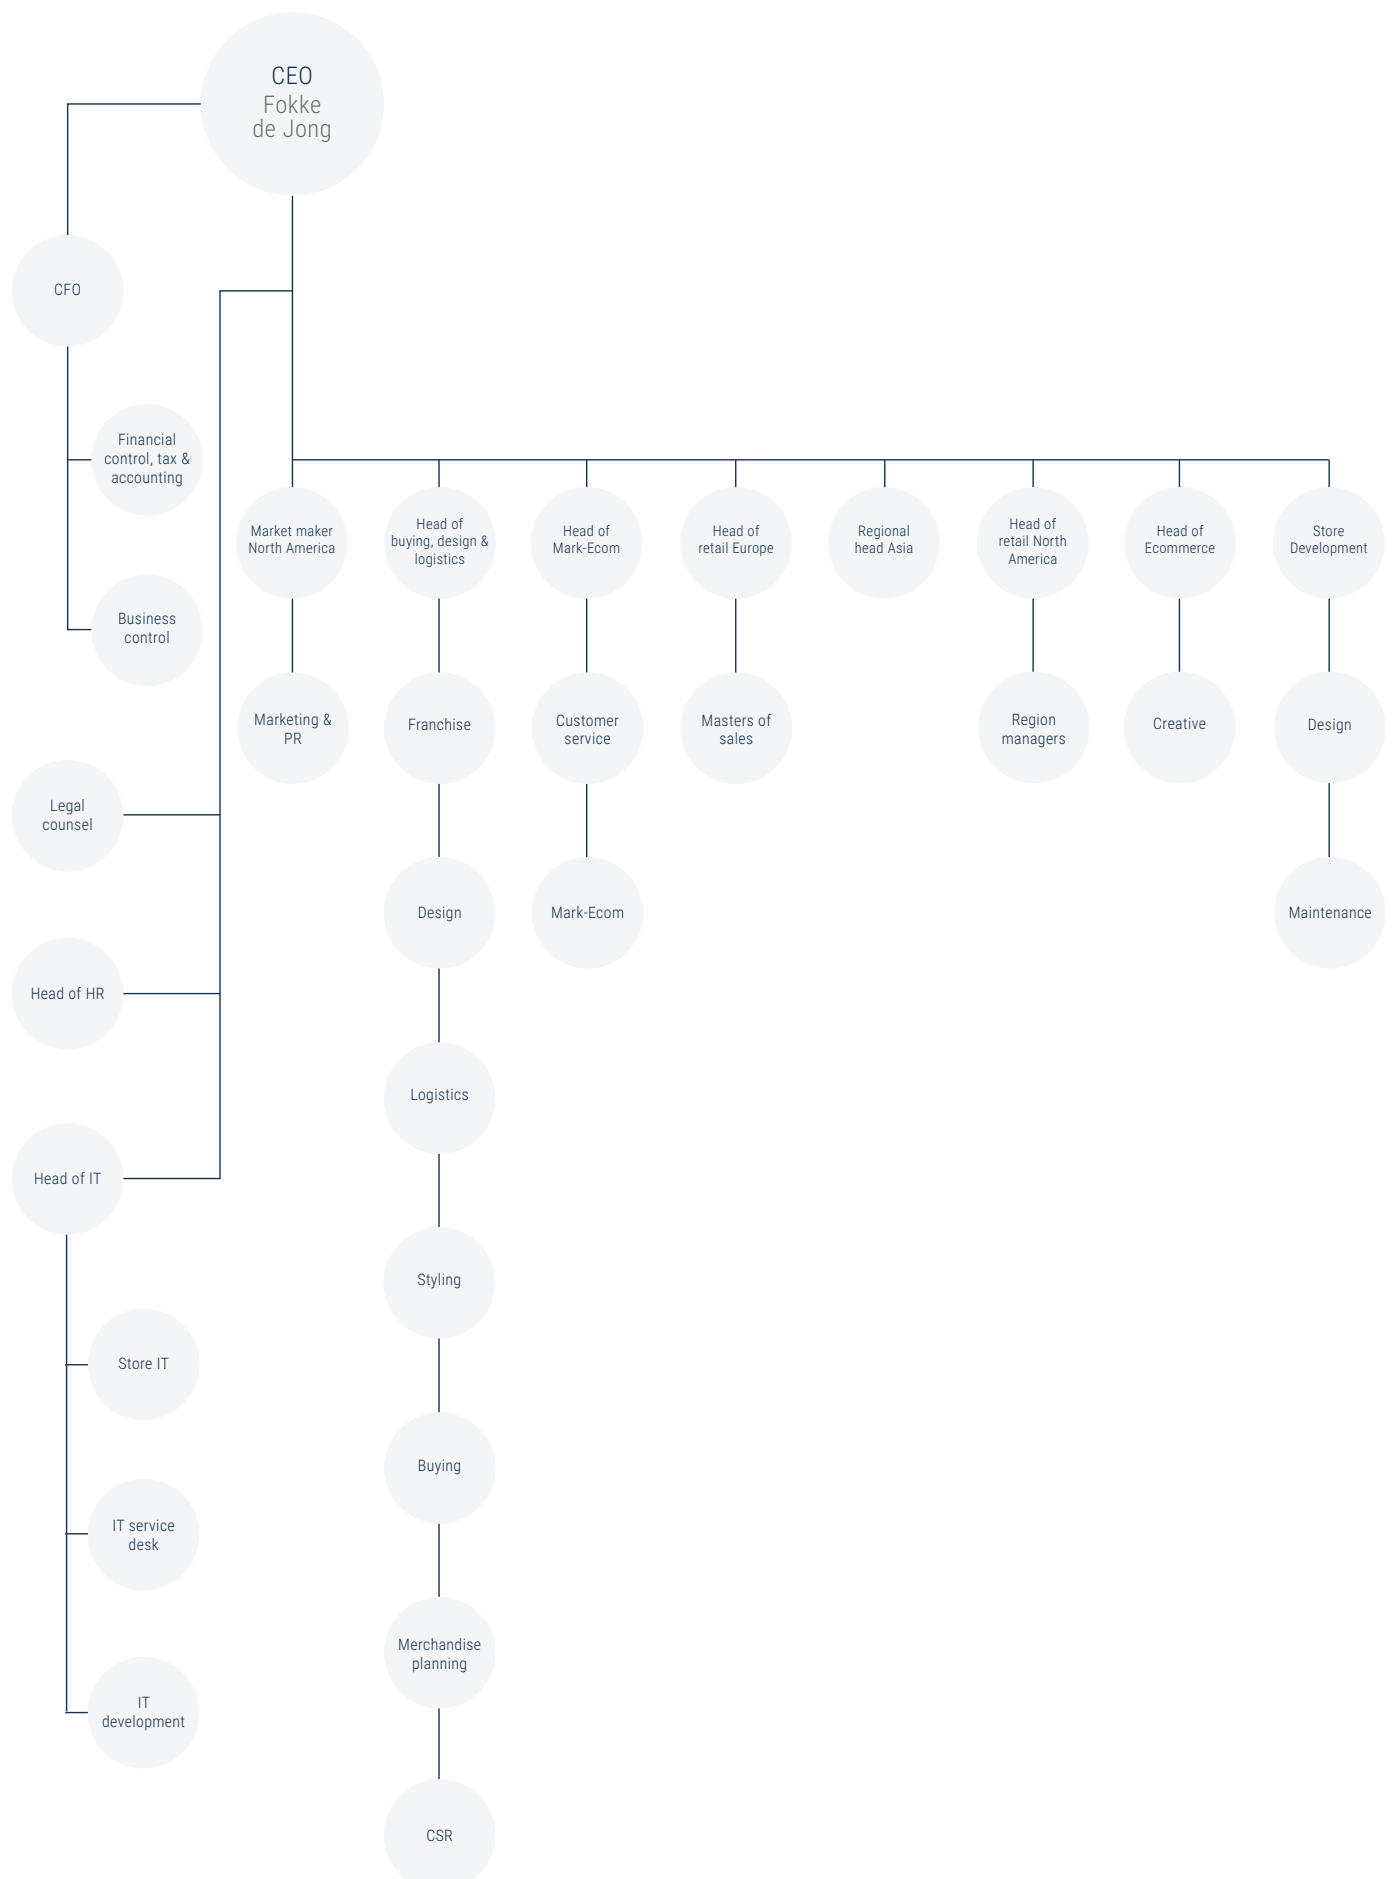 CEO
Fokke
de Jong
CFO
Financial
control, tax &
accounting
Business
control
Market maker
North America
Head of
buying, design &
logistics
Head of
Mark-Ecom
Head of
retail Europe
Regional
head Asia
Head of
retail North
America
Head of
Ecommerce
Store
Development
Marketing &
PR
Franchise
Customer
service
Masters of
sales
Region
managers
Creative
Design
Legal
counsel
Design
Mark-Ecom
Maintenance
Head of HR
Logistics
Head of IT
Styling
Store IT
Buying
IT service
desk
Merchandise
planning
IT
development
CSR